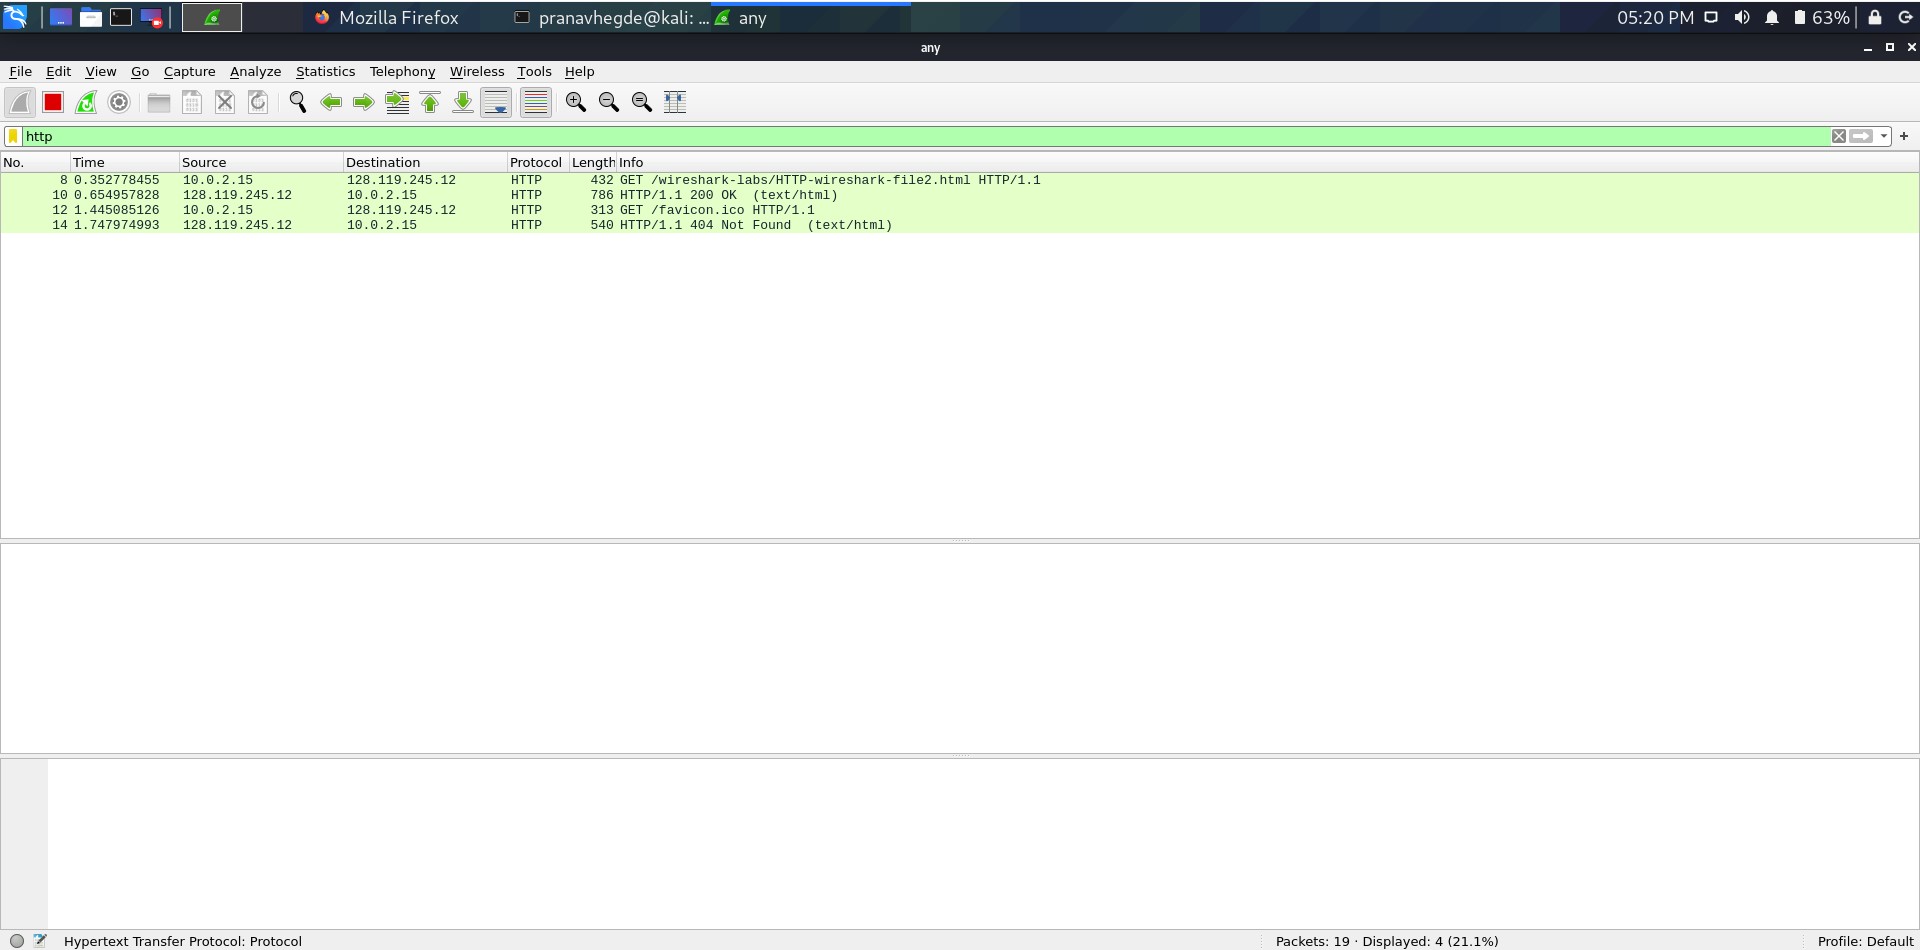 Mozilla Firefox pranavhegde@kali: ... any 05:20 PM 63%
any
File Edit View Go Capture Analyze Statistics Telephony Wireless Tools Help
http
No. Time Source Destination Protocol Length Info
8 0.352778455 10.0.2.15 128.119.245.12 HTTP 432 GET /wireshark-labs/HTTP-wireshark-file2.html HTTP/1.1
10 0.654957828 128.119.245.12 10.0.2.15 HTTP 786 HTTP/1.1 200 OK (text/html)
12 1.445085126 10.0.2.15 128.119.245.12 HTTP 313 GET /favicon.ico HTTP/1.1
14 1.747974993 128.119.245.12 10.0.2.15 HTTP 540 HTTP/1.1 404 Not Found (text/html)
Hypertext Transfer Protocol: Protocol Packets: 19 · Displayed: 4 (21.1%) Profile: Default